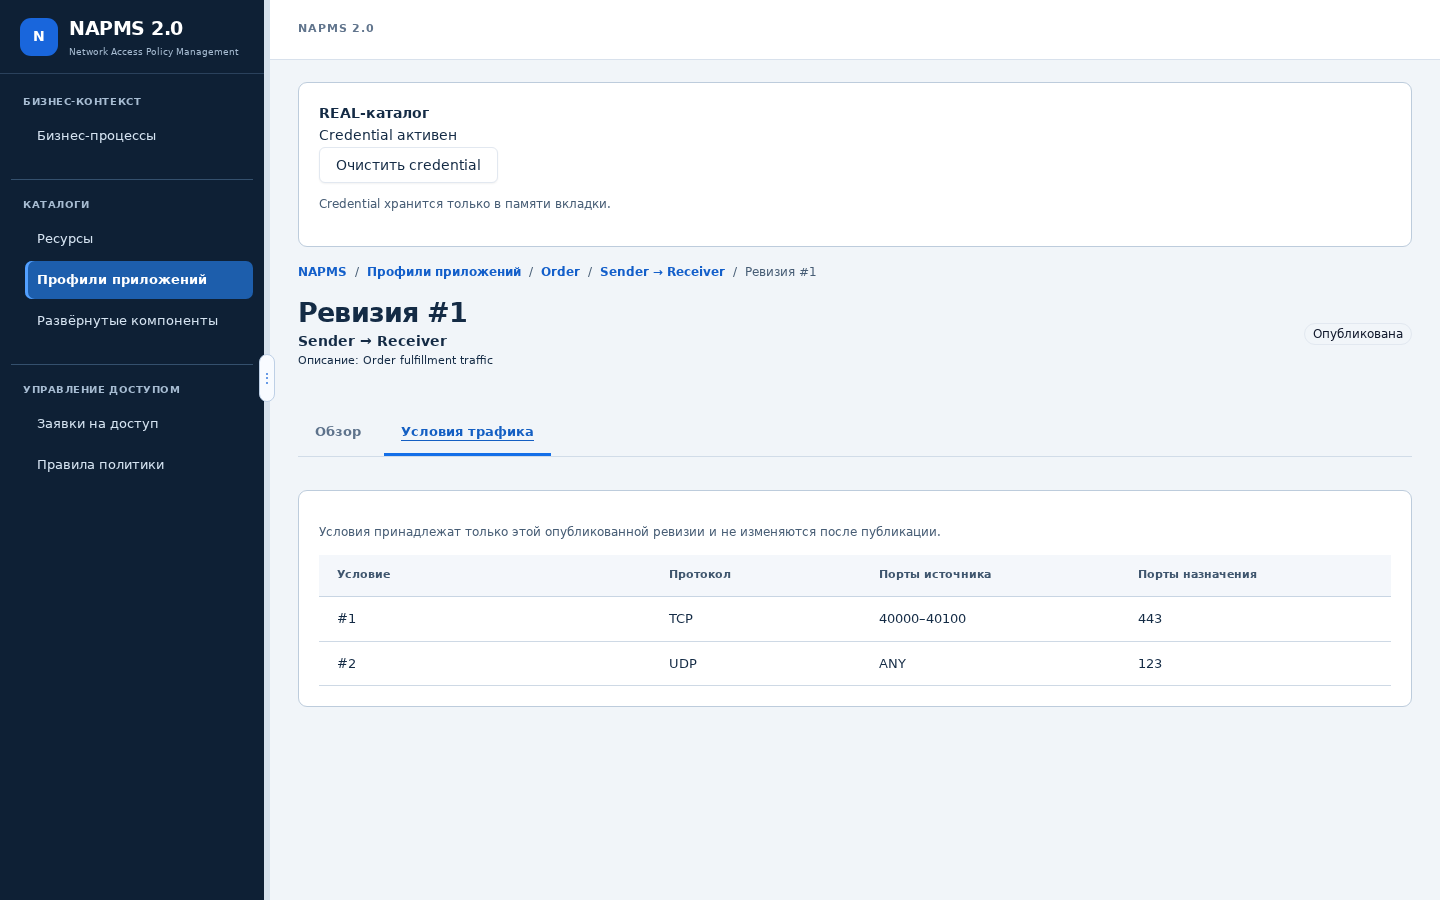 N
NAPMS 2.0
Network Access Policy Management
БИЗНЕС-КОНТЕКСТ
Бизнес-процессы
КАТАЛОГИ
Ресурсы
Профили приложений
Развёрнутые компоненты
УПРАВЛЕНИЕ ДОСТУПОМ
Заявки на доступ
Правила политики
NAPMS 2.0
REAL-каталог
Credential активен
Очистить credential
Credential хранится только в памяти вкладки.
NAPMS / Профили приложений / Order / Sender → Receiver / Ревизия #1
Ревизия #1
Sender → Receiver
Описание: Order fulfillment traffic
Опубликована
Обзор Условия трафика
Условия принадлежат только этой опубликованной ревизии и не изменяются после публикации.
Условие Протокол Порты источника Порты назначения
#1 TCP 40000–40100 443
#2 UDP ANY 123